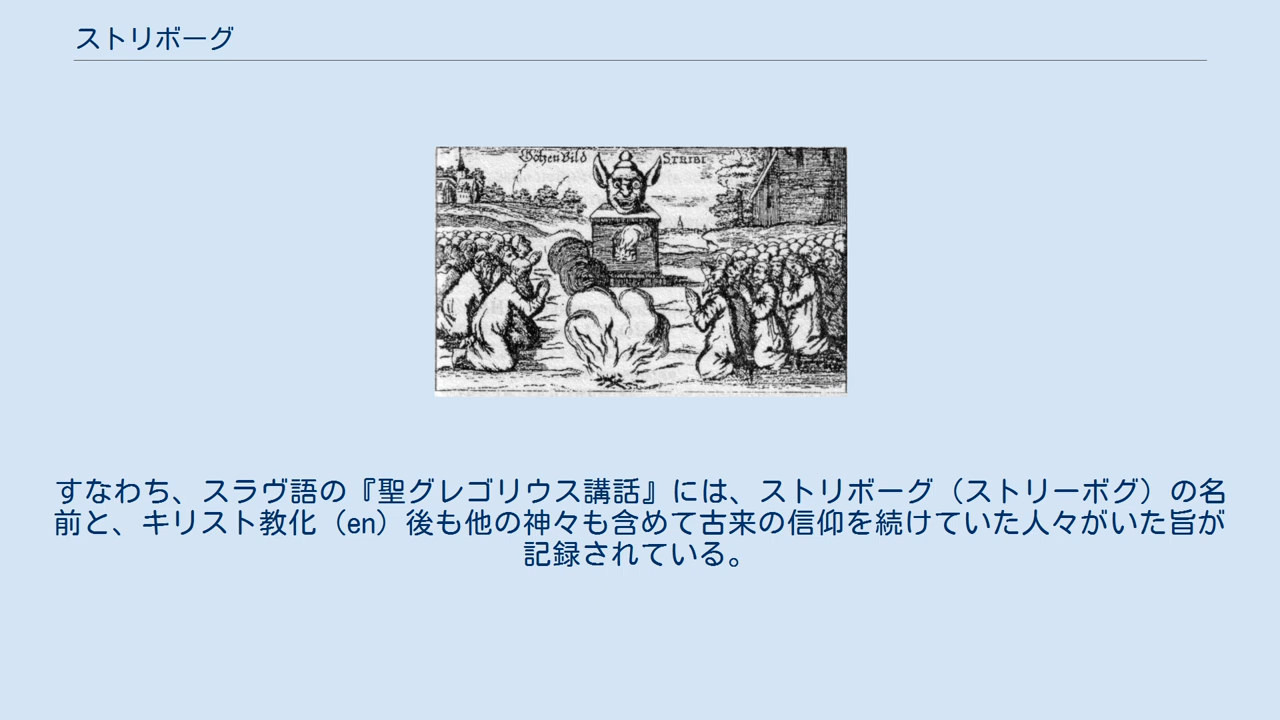 ストリボーグ
Götzen Bild STRIBI
すなわち、スラヴ語の『聖グレゴリウス講話』には、ストリボーグ（ストリーボグ）の名
前と、キリスト教化（en）後も他の神々も含めて古来の信仰を続けていた人々がいた旨が
記録されている。